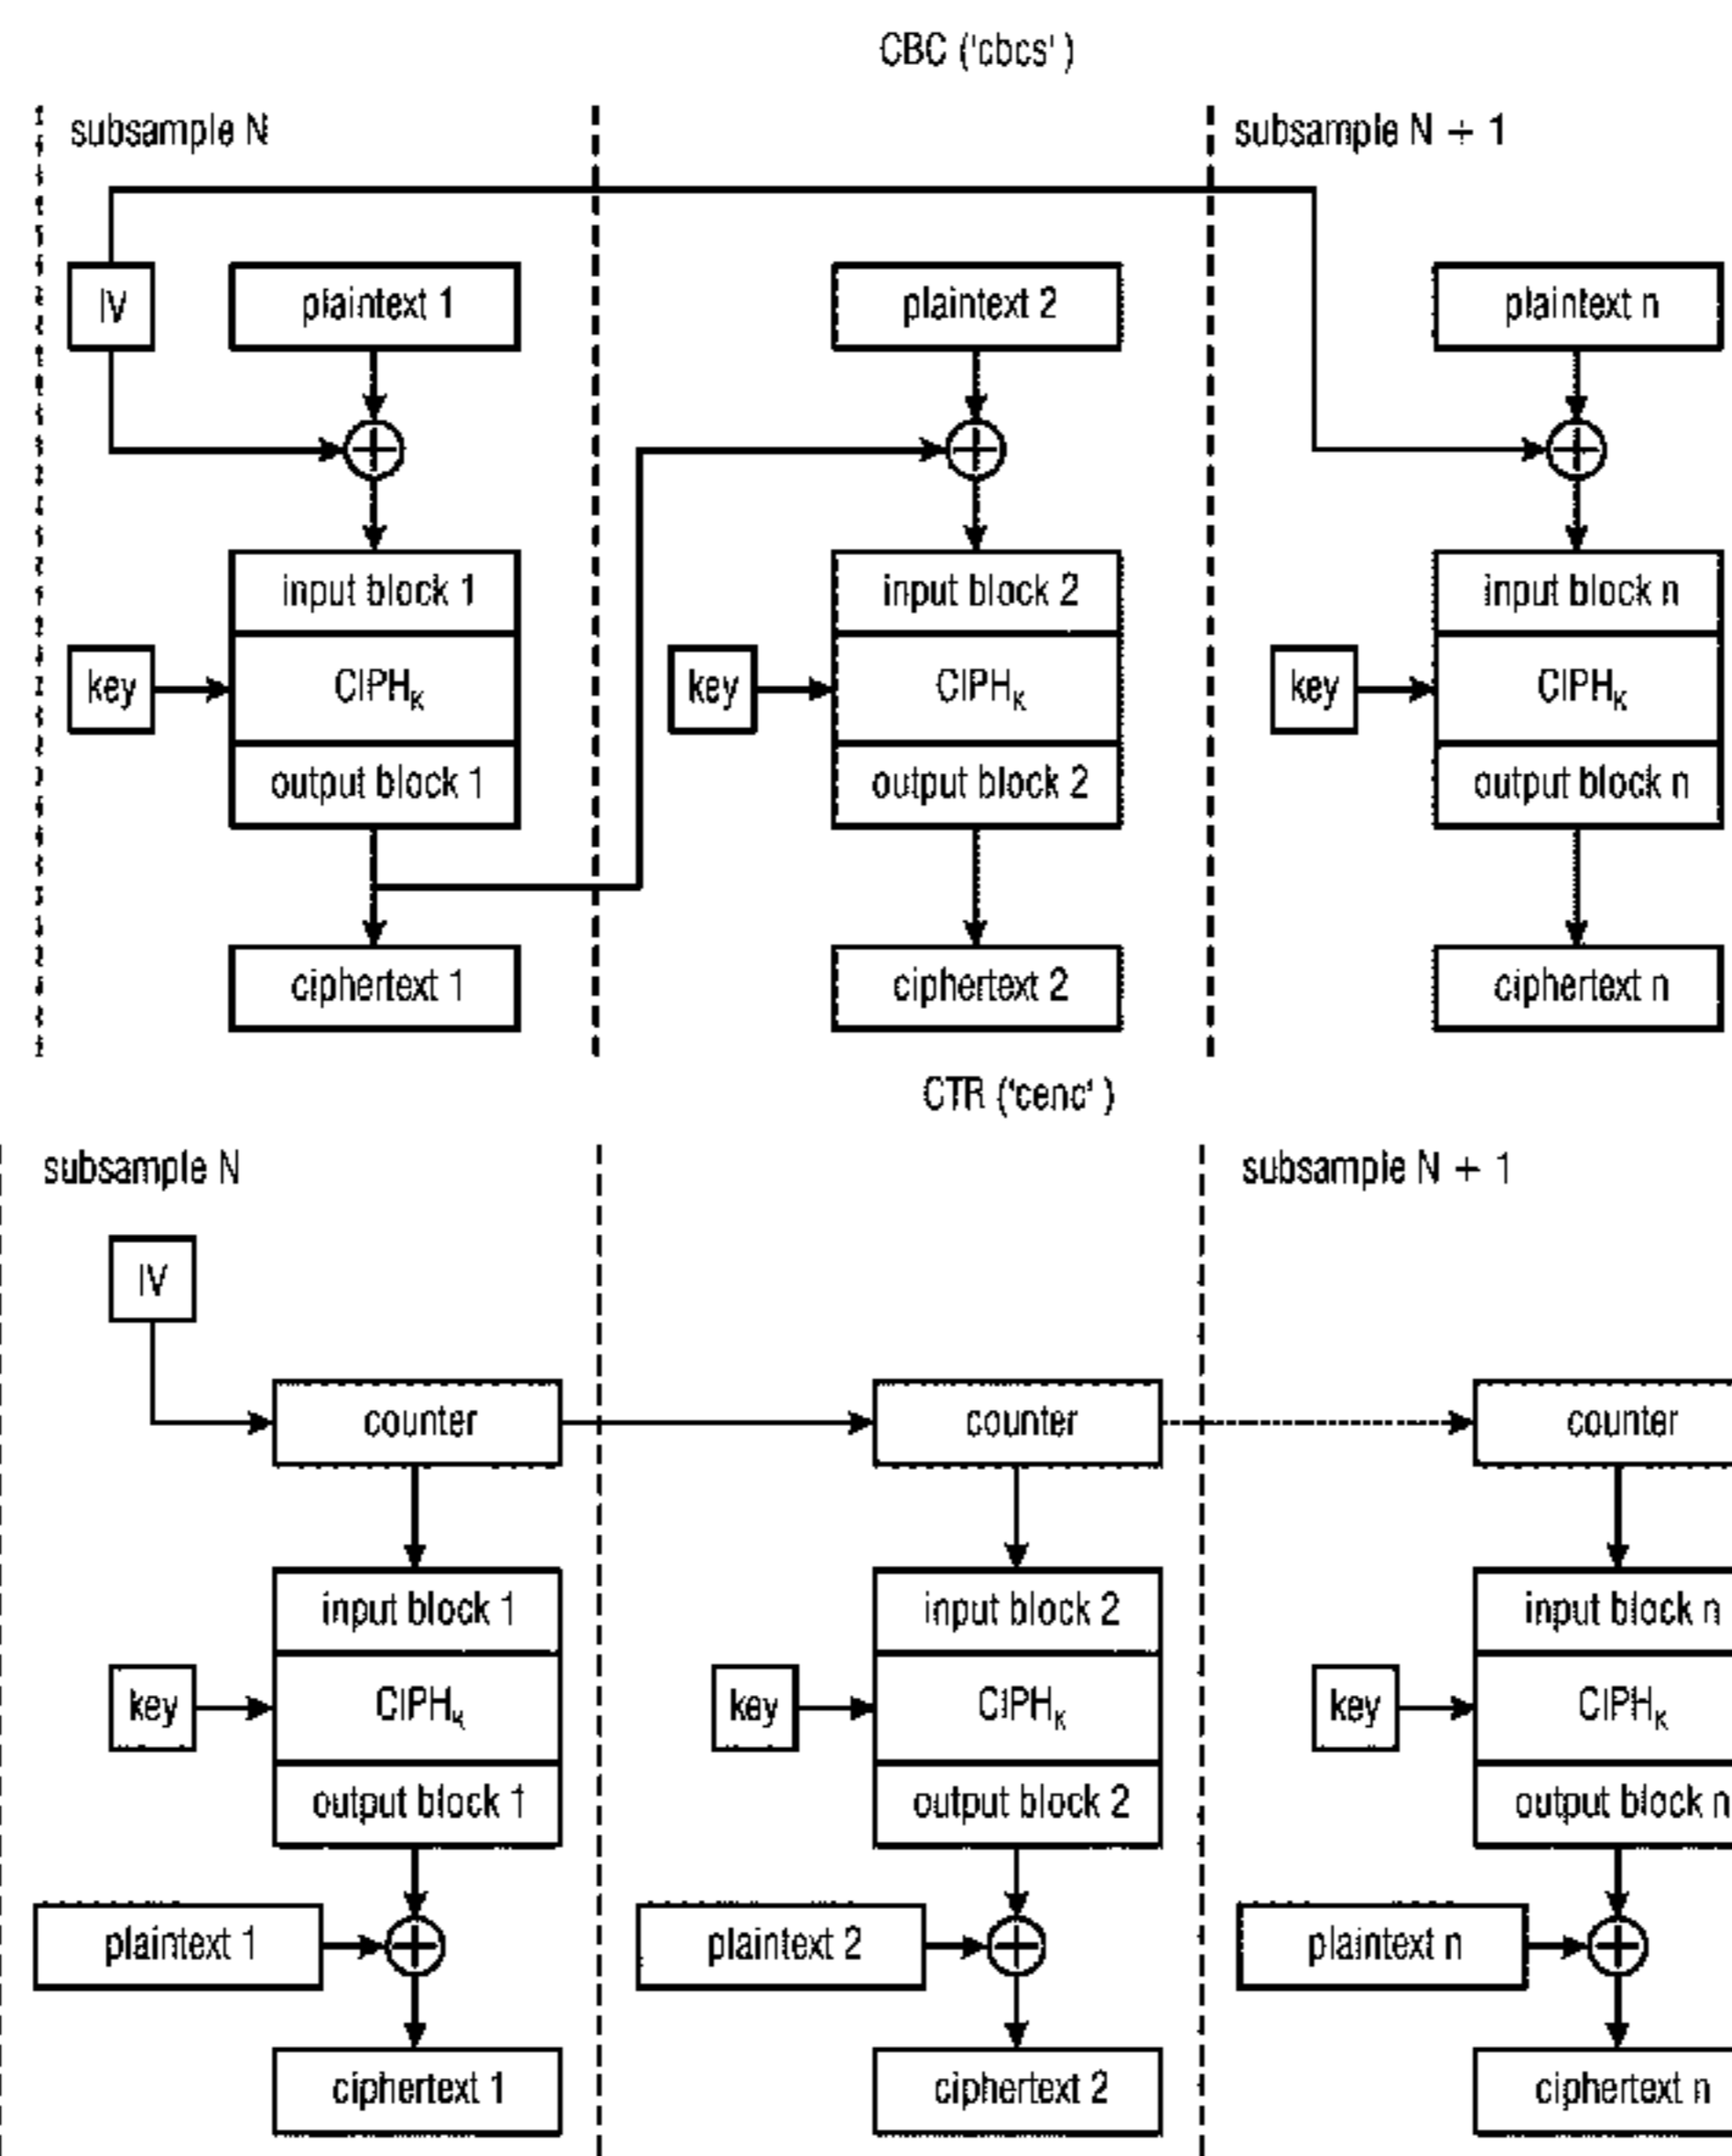 CBC ('cbcs' )
subsample N
subsample N + 1
IV
plaintext 1
plaintext 2
plaintext n
input block 1
input block 2
input block n
key
CIPHK
key
CIPHK
key
CIPHK
output block 1
output block 2
output block n
ciphertext 1
ciphertext 2
ciphertext n
CTR ('cenc' )
subsample N
subsample N + 1
IV
counter
counter
counter
input block 1
input block 2
input block n
key
CIPHK
key
CIPHK
key
CIPHK
output block 1
output block 2
output block n
plaintext 1
plaintext 2
plaintext n
ciphertext 1
ciphertext 2
ciphertext n